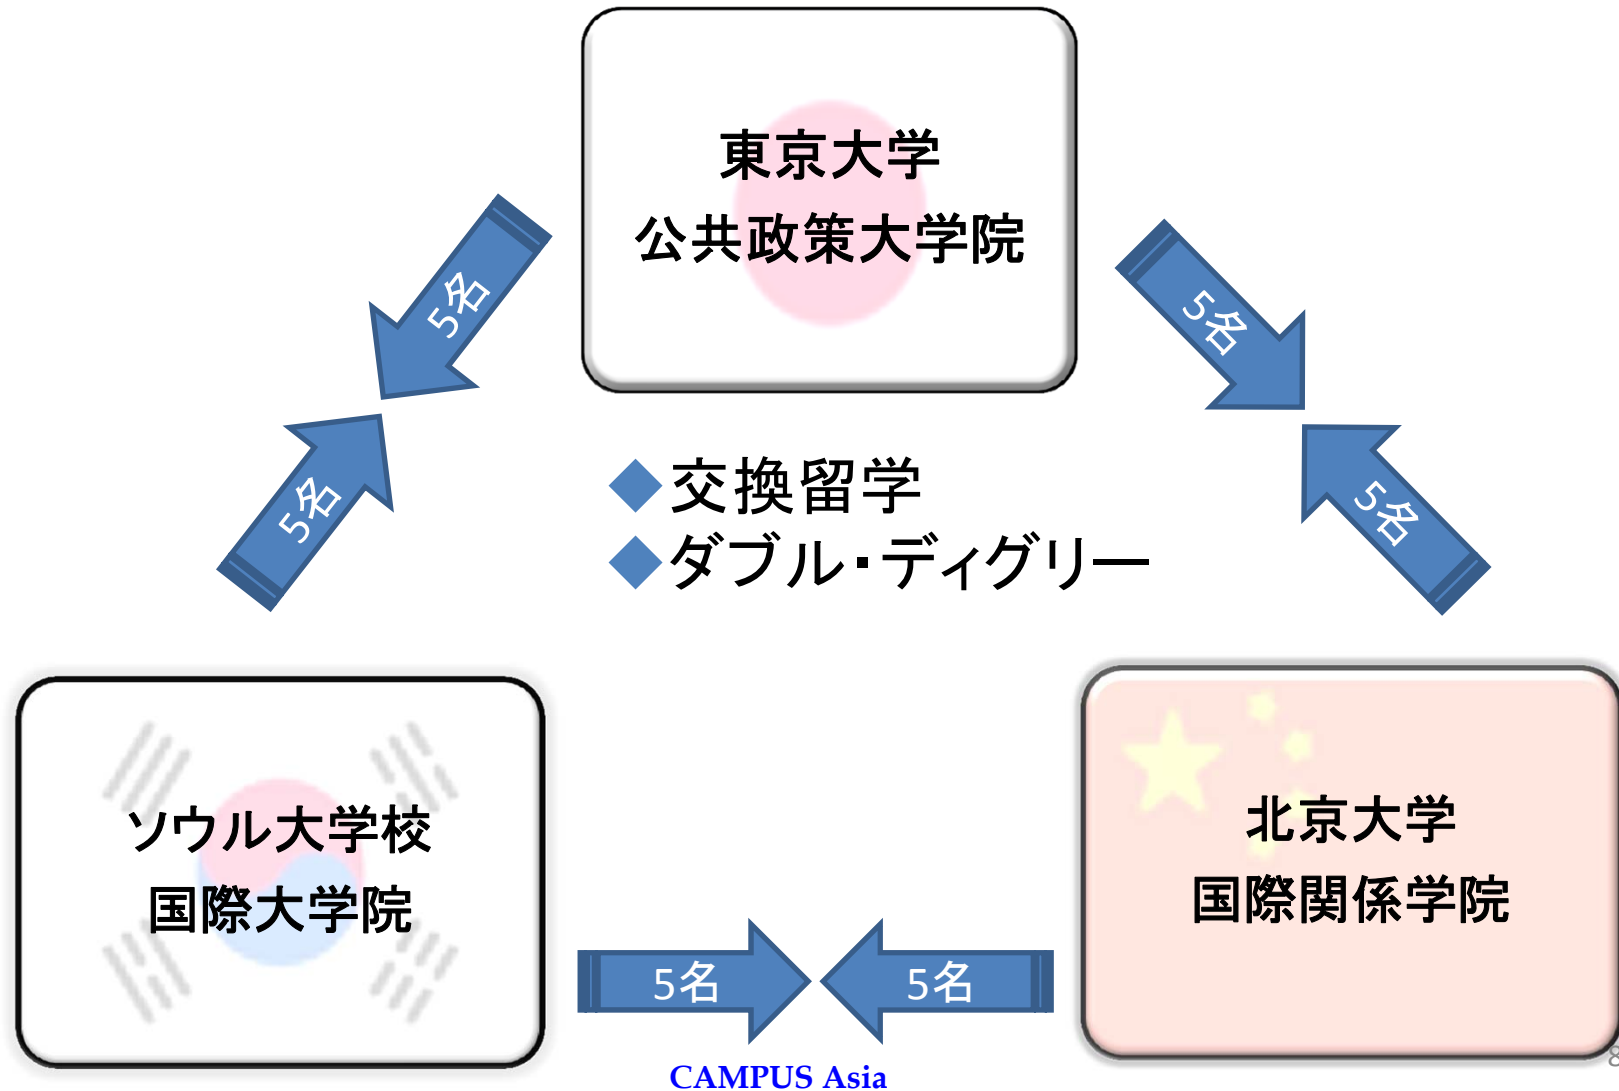 東京大学
公共政策大学院
5名
5名
5名
5名
◆交換留学
◆ダブル・ディグリー
ソウル大学校
国際大学院
北京大学
国際関係学院
5名
5名
CAMPUS Asia
8